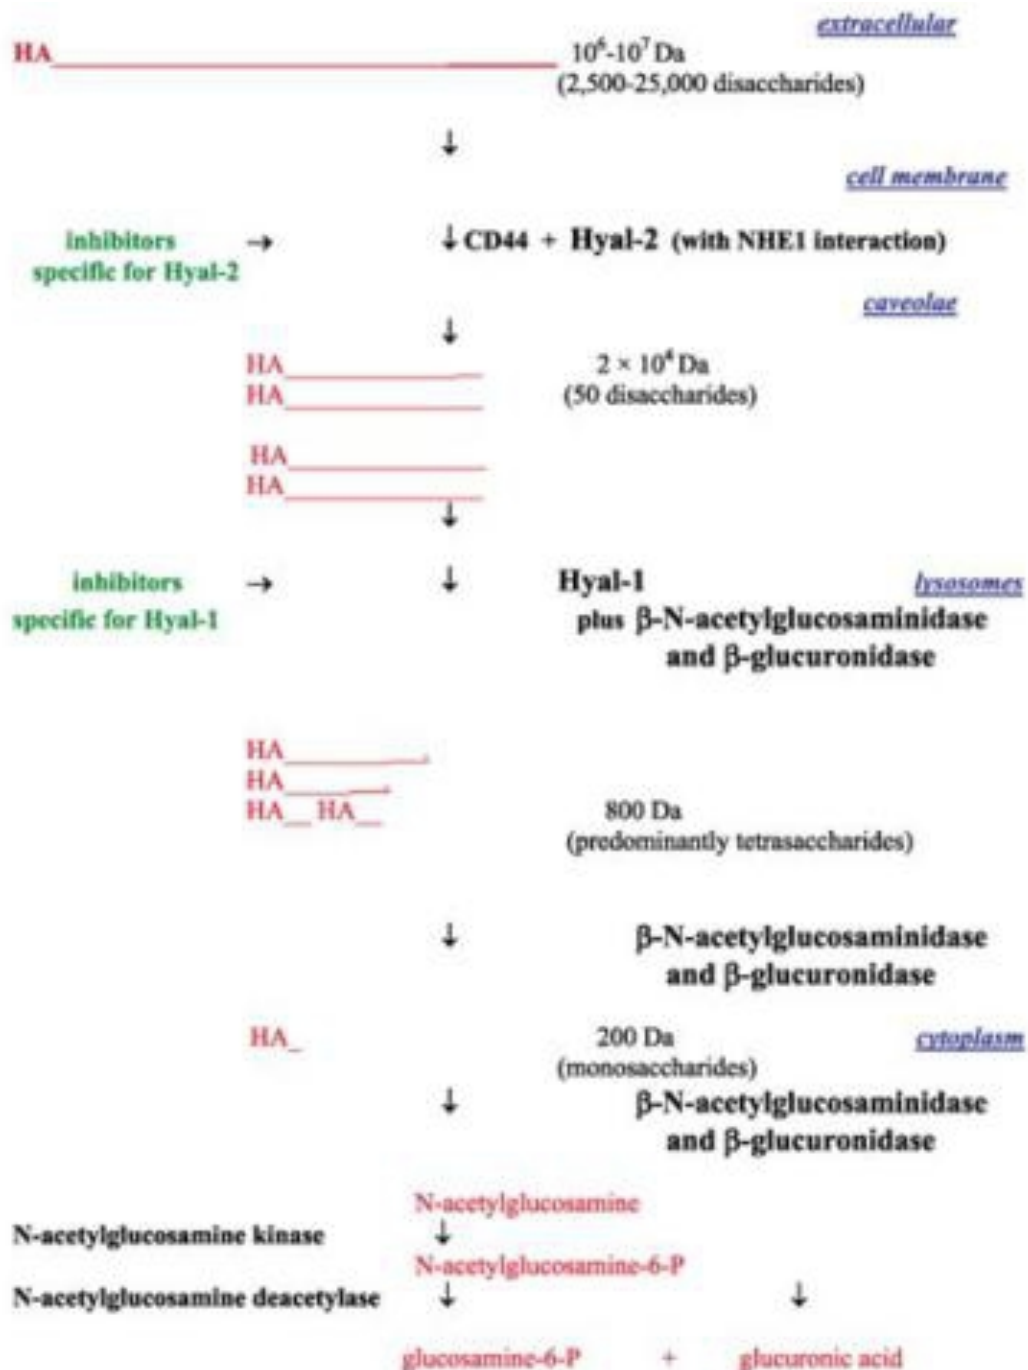 extracellular
HA 10⁶-10⁷ Da
(2,500-25,000 disaccharides)
↓
cell membrane
inhibitors → ↓ CD44 + Hyal-2 (with NHE1 interaction)
specific for Hyal-2
caveolae
↓
HA 2 × 10⁴ Da
HA (50 disaccharides)
HA
HA
↓
inhibitors → ↓ Hyal-1 lysosomes
specific for Hyal-1 plus β-N-acetylglucosaminidase
and β-glucuronidase
HA
HA
HA HA 800 Da
(predominantly tetrasaccharides)
↓ β-N-acetylglucosaminidase
and β-glucuronidase
HA 200 Da cytoplasm
(monosaccharides)
↓ β-N-acetylglucosaminidase
and β-glucuronidase
N-acetylglucosamine
N-acetylglucosamine kinase ↓
N-acetylglucosamine-6-P
N-acetylglucosamine deacetylase ↓ ↓
glucosamine-6-P + glucuronic acid